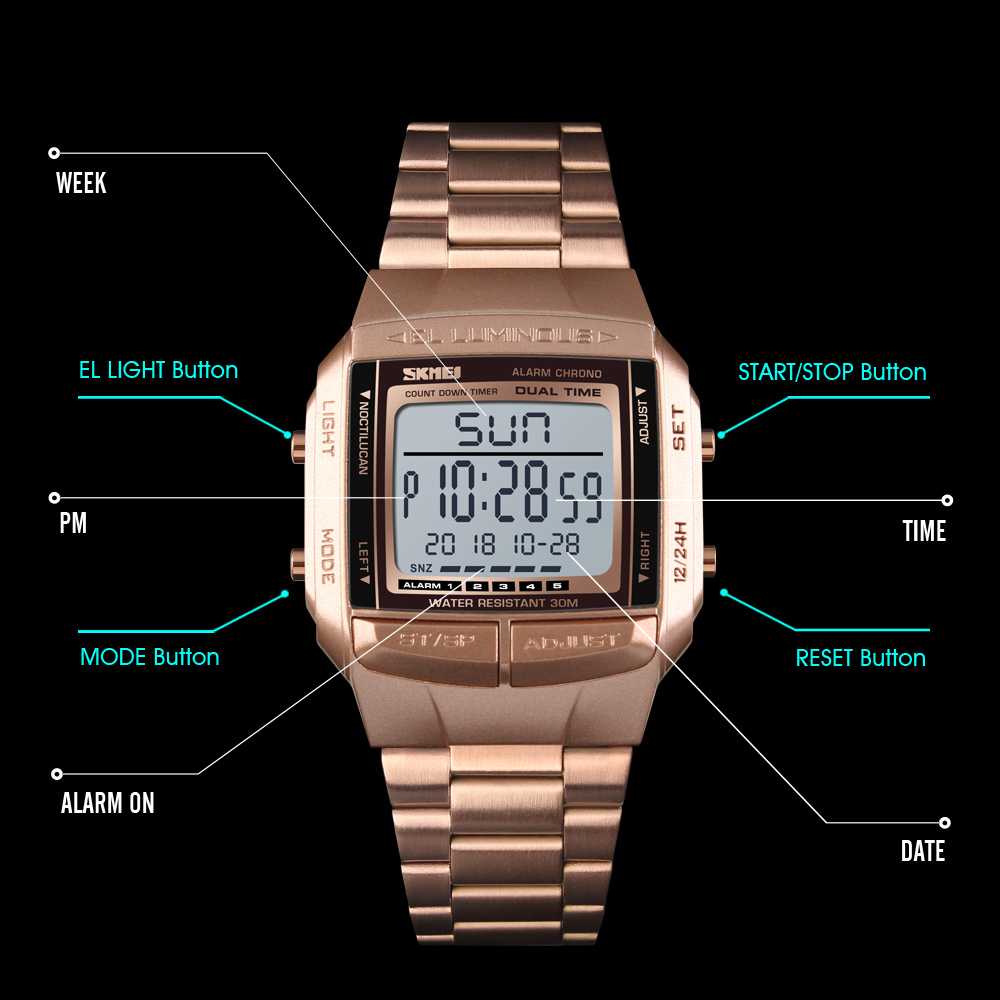 WEEK
EL LUMINOUS
EL LIGHT Button
START/STOP Button
SKMEI
ALARM CHRONO
COUNT DOWN TIMER
DUAL TIME
LIGHT
NOCTILUCAN
ADJUST
SET
SUN
P 10:28 59
PM
TIME
20 18 10-28
MODE
LEFT
RIGHT
12/24H
SNZ
ALARM 1 2 3 4 5
WATER RESISTANT 30M
ST/SP
ADJUST
MODE Button
RESET Button
ALARM ON
DATE